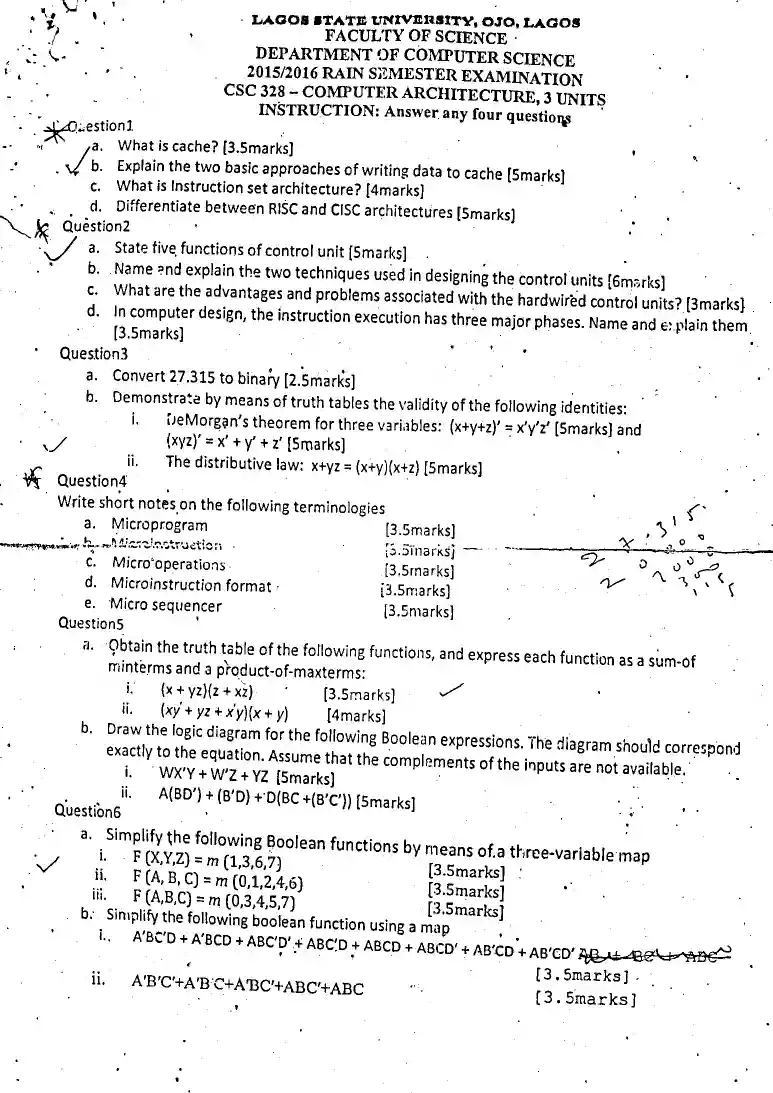 LAGOS STATE UNIVERSITY, OJO, LAGOS
FACULTY OF SCIENCE
DEPARTMENT OF COMPUTER SCIENCE
2015/2016 RAIN SEMESTER EXAMINATION
CSC 328 – COMPUTER ARCHITECTURE, 3 UNITS
INSTRUCTION: Answer any four questions
Question1
a. What is cache? [3.5marks]
b. Explain the two basic approaches of writing data to cache [5marks]
c. What is Instruction set architecture? [4marks]
d. Differentiate between RISC and CISC architectures [5marks]
Question2
a. State five functions of control unit [5marks]
b. Name and explain the two techniques used in designing the control units [6marks]
c. What are the advantages and problems associated with the hardwired control units? [3marks]
d. In computer design, the instruction execution has three major phases. Name and explain them
[3.5marks]
Question3
a. Convert 27.315 to binary [2.5marks]
b. Demonstrate by means of truth tables the validity of the following identities:
i. DeMorgan's theorem for three variables: (x+y+z)' = x'y'z' [5marks] and
(xyz)' = x' + y' + z' [5marks]
ii. The distributive law: x+yz = (x+y)(x+z) [5marks]
Question4
Write short notes on the following terminologies
a. Microprogram [3.5marks]
b. Microinstruction [3.5marks]
c. Micro operations [3.5marks]
d. Microinstruction format [3.5marks]
e. Micro sequencer [3.5marks]
Question5
a. Obtain the truth table of the following functions, and express each function as a sum-of
minterms and a product-of-maxterms:
i. (x + yz)(z + xz) [3.5marks]
ii. (xy + yz + x'y)(x + y) [4marks]
b. Draw the logic diagram for the following Boolean expressions. The diagram should correspond
exactly to the equation. Assume that the complements of the inputs are not available.
i. WX'Y + W'Z + YZ [5marks]
ii. A(BD') + (B'D) + D(BC +(B'C')) [5marks]
Question6
a. Simplify the following Boolean functions by means of a three-variable map
i. F (X,Y,Z) = m (1,3,6,7) [3.5marks]
ii. F (A, B, C) = m (0,1,2,4,6) [3.5marks]
iii. F (A,B,C) = m (0,3,4,5,7) [3.5marks]
b. Simplify the following boolean function using a map
i. A'BC'D + A'BCD + ABC'D' + ABC'D + ABCD + ABCD' + AB'CD + AB'CD'
[3.5marks]
ii. A'B'C'+A'B'C+A'BC'+ABC'+ABC [3.5marks]